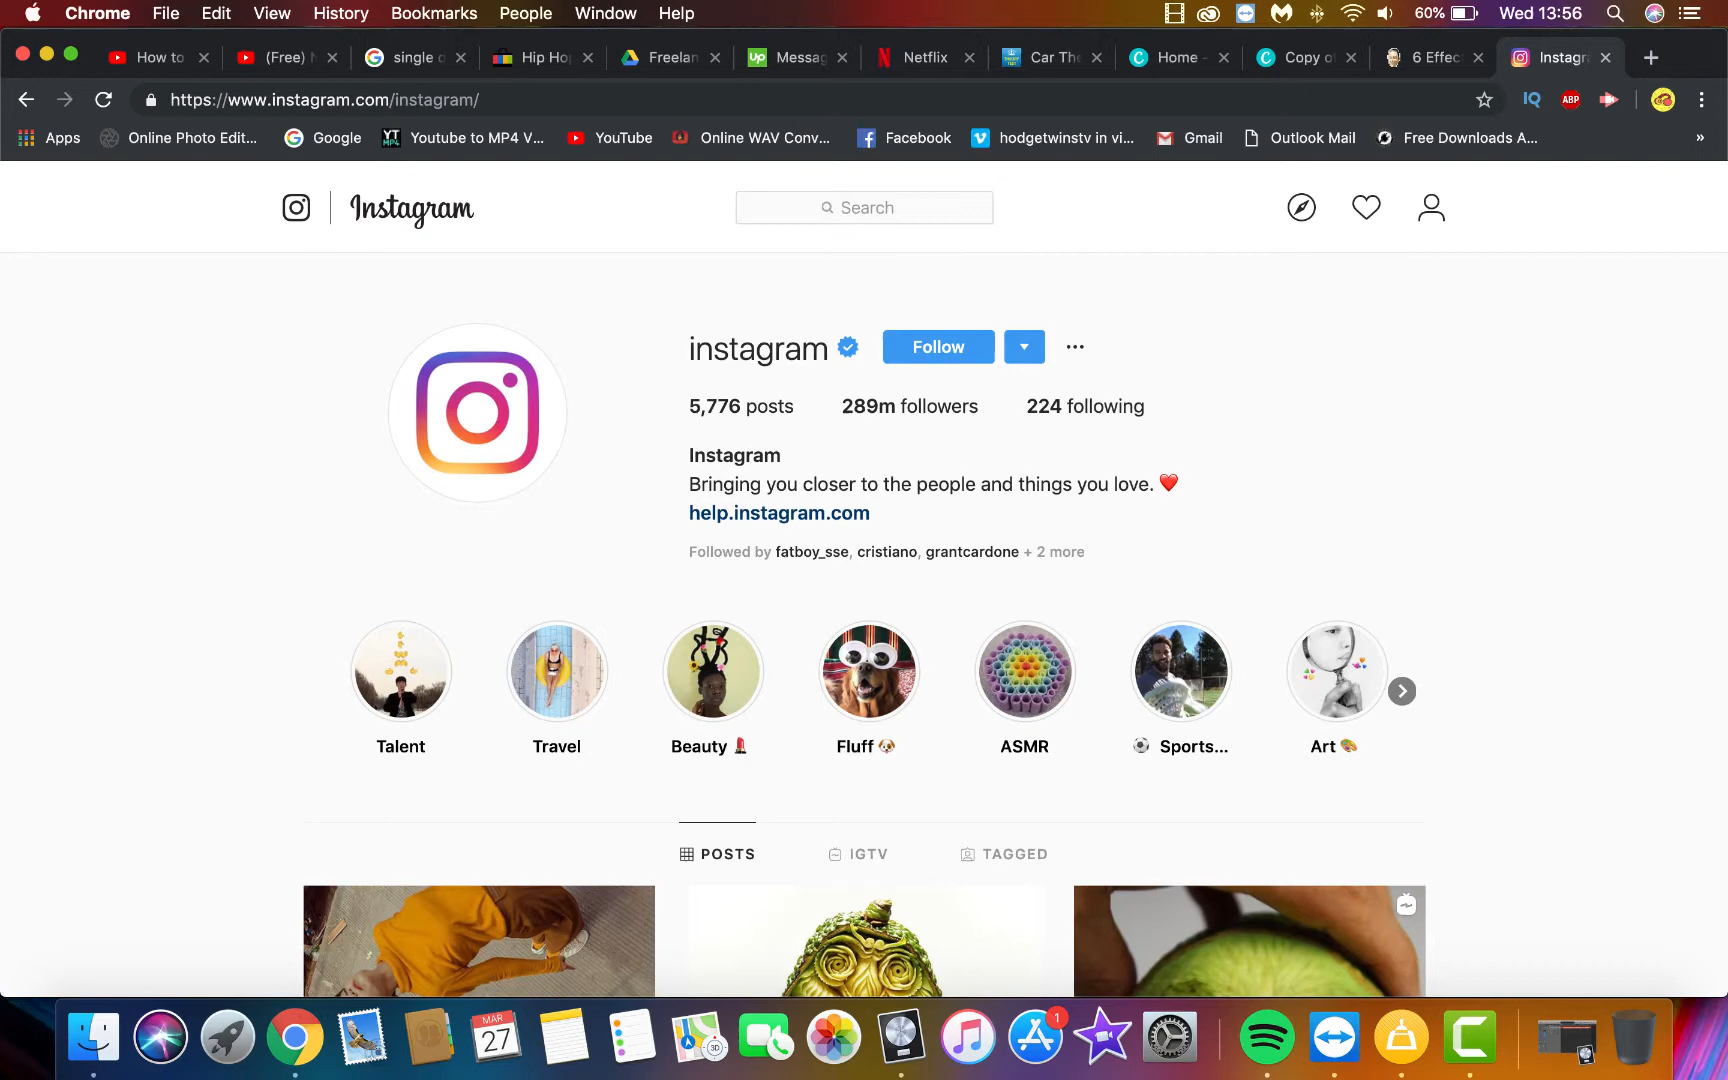 Chrome File Edit View History Bookmarks People Window Help 60% Wed 13:56
How to (Free) single Hip Ho Freelan Up Messag Netflix Car The Home - Copy o 6 Effec Instagr
https://www.instagram.com/instagram/ IQ ABP
Apps Online Photo Edit... Google YT MP4 Youtube to MP4 V... YouTube Online WAV Conv... Facebook hodgetwinstv in vi... Gmail Outlook Mail Free Downloads A... »
Instagram Search
instagram Follow
5,776 posts 289m followers 224 following
Instagram
Bringing you closer to the people and things you love. ❤️
help.instagram.com
Followed by fatboy_sse, cristiano, grantcardone + 2 more
Talent Travel Beauty 💄 Fluff 🐶 ASMR ⚽ Sports... Art 🎨
POSTS IGTV TAGGED
MAR
27
3D
1